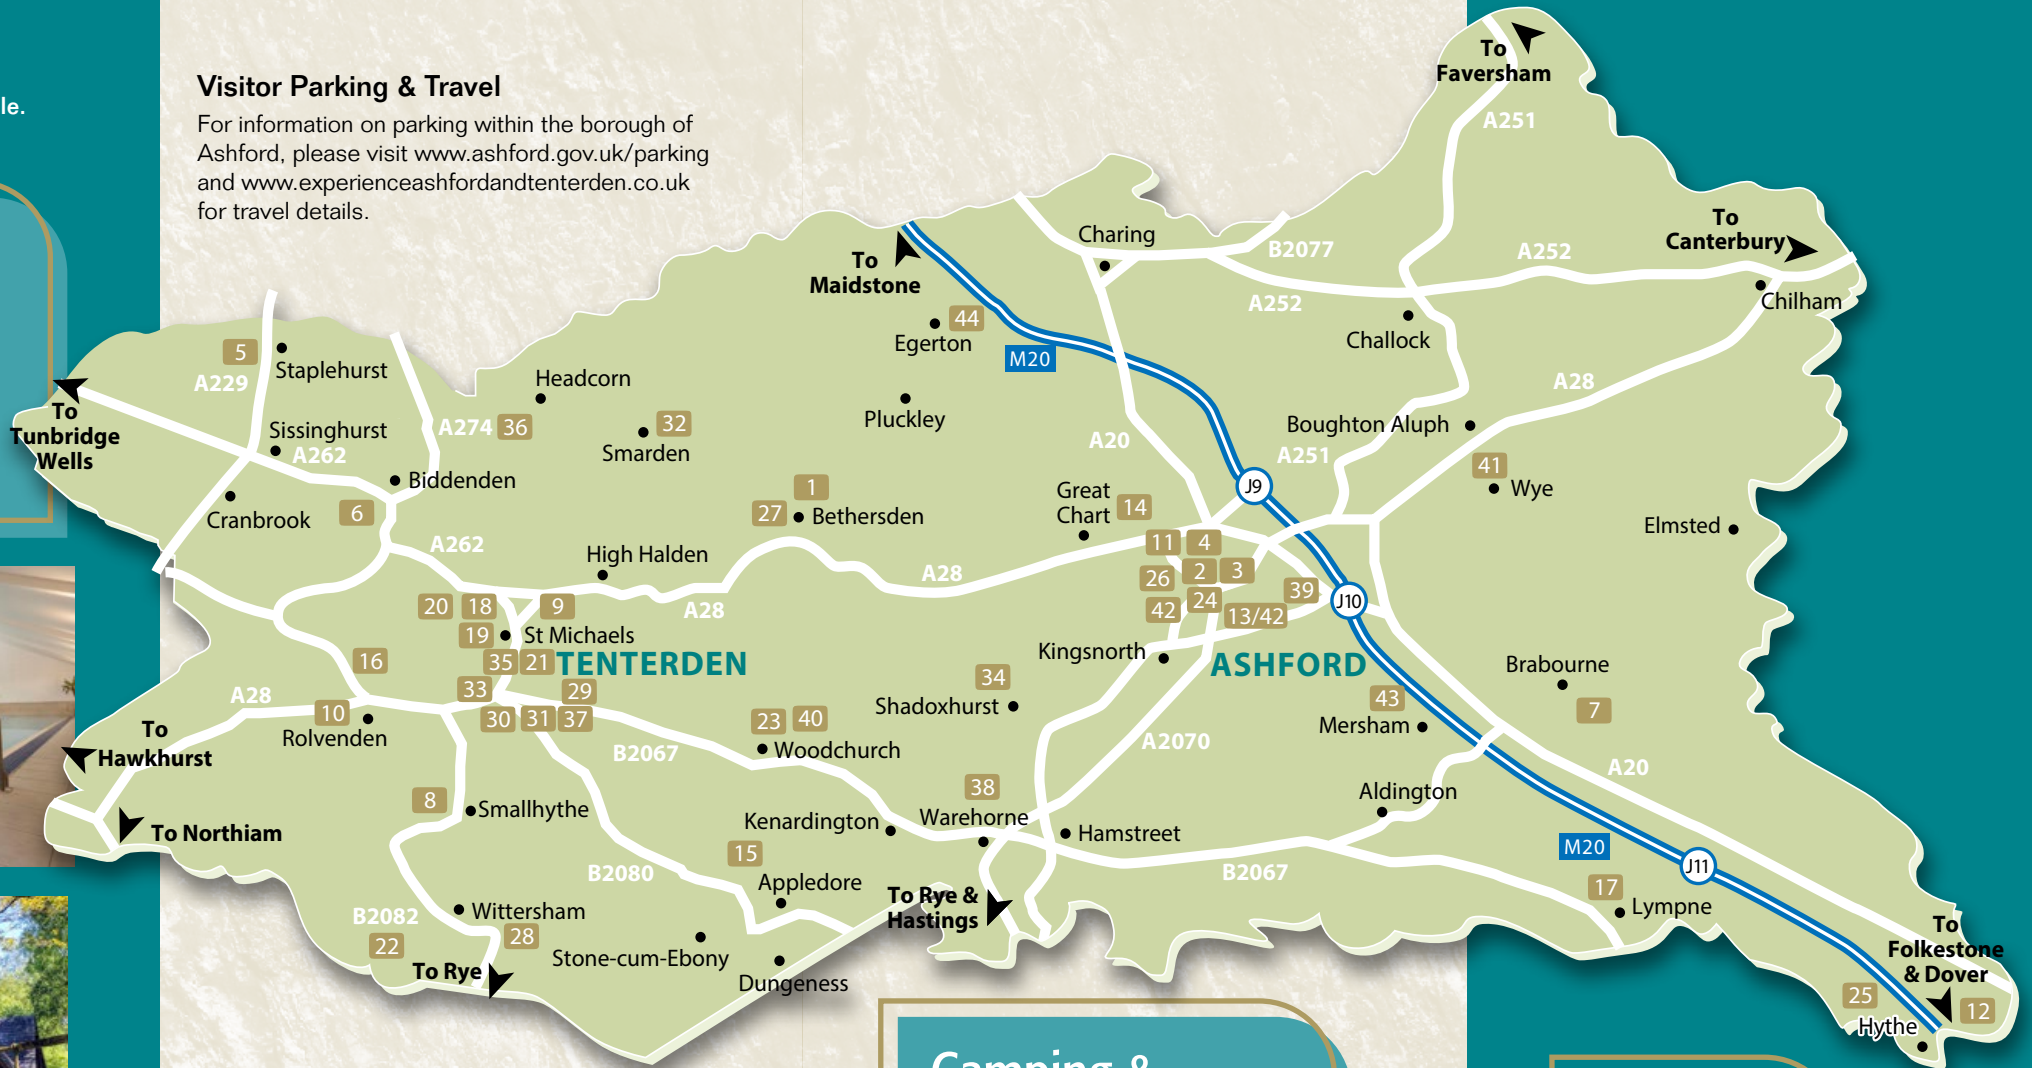 le.
Visitor Parking & Travel
For information on parking within the borough of
Ashford, please visit www.ashford.gov.uk/parking
and www.experienceashfordandtenterden.co.uk
for travel details.
To
Faversham
A251
To
Canterbury
A252
B2077
A252
Chilham
Charing
To
Maidstone
44
Egerton
M20
Challock
A28
5
Staplehurst
A229
To
Tunbridge
Wells
Sissinghurst
A262
A274
36
Headcorn
32
Smarden
Pluckley
A20
Boughton Aluph
A251
41
Wye
Biddenden
6
Cranbrook
1
27
Bethersden
Great
Chart
14
J9
Elmsted
A262
High Halden
A28
A28
11
4
26
2
3
42
24
13/42
39
J10
20
18
9
19
St Michaels
35
21
TENTERDEN
16
33
29
30
31
37
A28
10
Rolvenden
Kingsnorth
ASHFORD
34
Shadoxhurst
43
Mersham
Brabourne
7
To
Hawkhurst
23
40
Woodchurch
B2067
A2070
A20
8
Smallhythe
To Northiam
38
Warehorne
Kenardington
Hamstreet
Aldington
15
Appledore
B2080
B2067
M20
J11
17
Lympne
To Rye &
Hastings
B2082
22
Wittersham
28
To Rye
Stone-cum-Ebony
Dungeness
To
Folkestone
& Dover
25
12
Hythe
Camping &